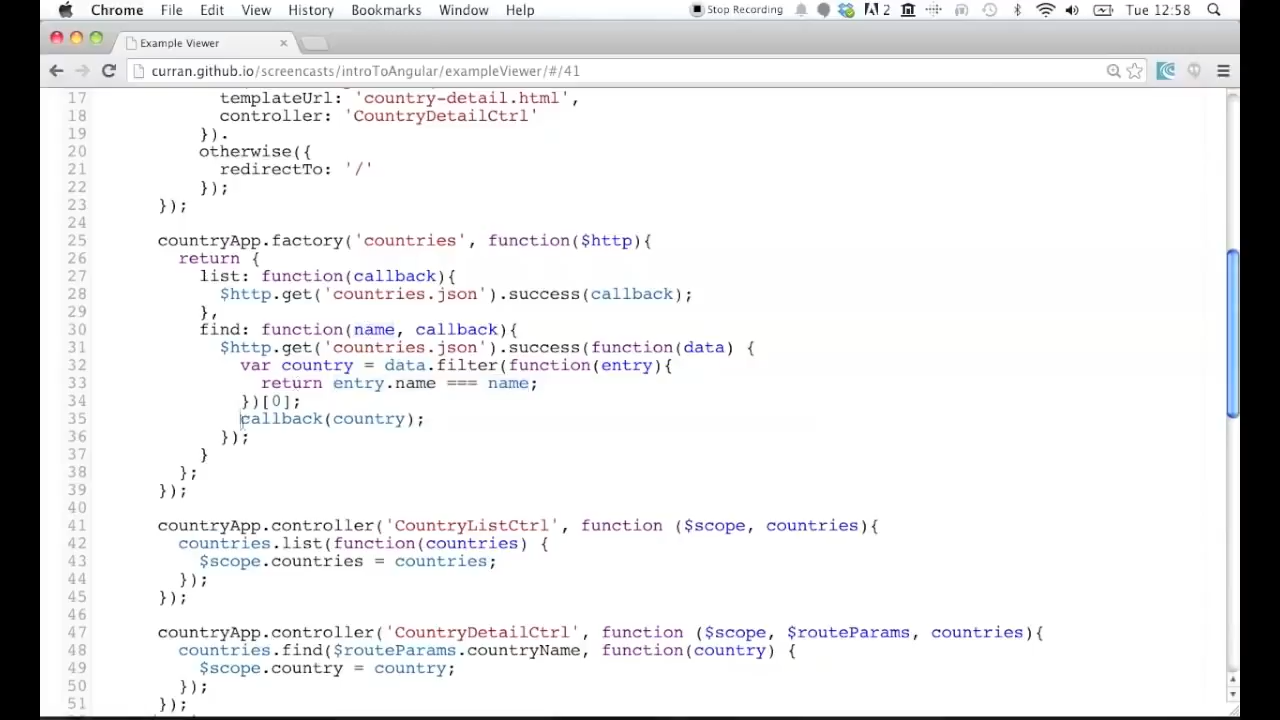 Chrome File Edit View History Bookmarks Window Help Stop Recording 2 Tue 12:58
Example Viewer
curran.github.io/screencasts/introToAngular/exampleViewer/#/41
17 templateUrl: 'country-detail.html',
18 controller: 'CountryDetailCtrl'
19 }).
20 otherwise({
21 redirectTo: '/'
22 });
23 });
24
25 countryApp.factory('countries', function($http){
26 return {
27 list: function(callback){
28 $http.get('countries.json').success(callback);
29 },
30 find: function(name, callback){
31 $http.get('countries.json').success(function(data) {
32 var country = data.filter(function(entry){
33 return entry.name === name;
34 })[0];
35 callback(country);
36 });
37 }
38 };
39 });
40
41 countryApp.controller('CountryListCtrl', function ($scope, countries){
42 countries.list(function(countries) {
43 $scope.countries = countries;
44 });
45 });
46
47 countryApp.controller('CountryDetailCtrl', function ($scope, $routeParams, countries){
48 countries.find($routeParams.countryName, function(country) {
49 $scope.country = country;
50 });
51 });